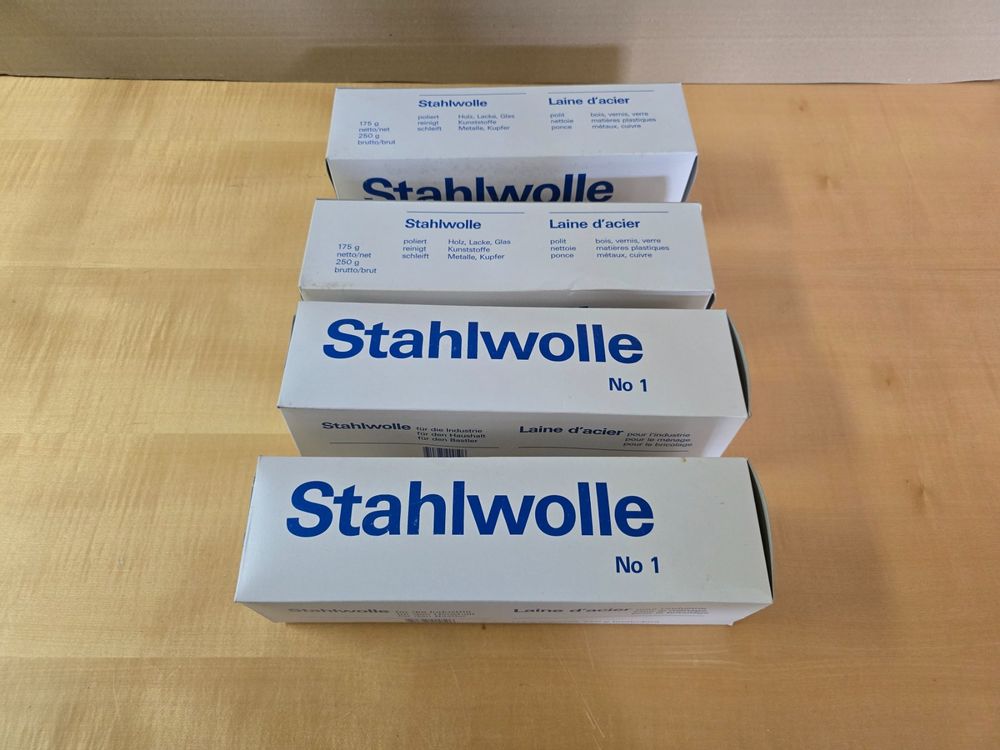 Stahlwolle
Laine d'acier
175 g
netto/net
250 g
brutto/brut
poliert Holz, Lacke, Glas
reinigt Kunststoffe
schleift Metalle, Kupfer
polit bois, vernis, verre
nettoie matières plastiques
ponce métaux, cuivre
Stahlwolle
Stahlwolle
Laine d'acier
175 g
netto/net
250 g
brutto/brut
poliert Holz, Lacke, Glas
reinigt Kunststoffe
schleift Metalle, Kupfer
polit bois, vernis, verre
nettoie matières plastiques
ponce métaux, cuivre
Stahlwolle
No 1
Stahlwolle für die Industrie
für den Haushalt
für den Bastler
Laine d'acier pour l'industrie
pour le ménage
pour le bricolage
Stahlwolle
No 1
Stahlwolle
Laine d'acier